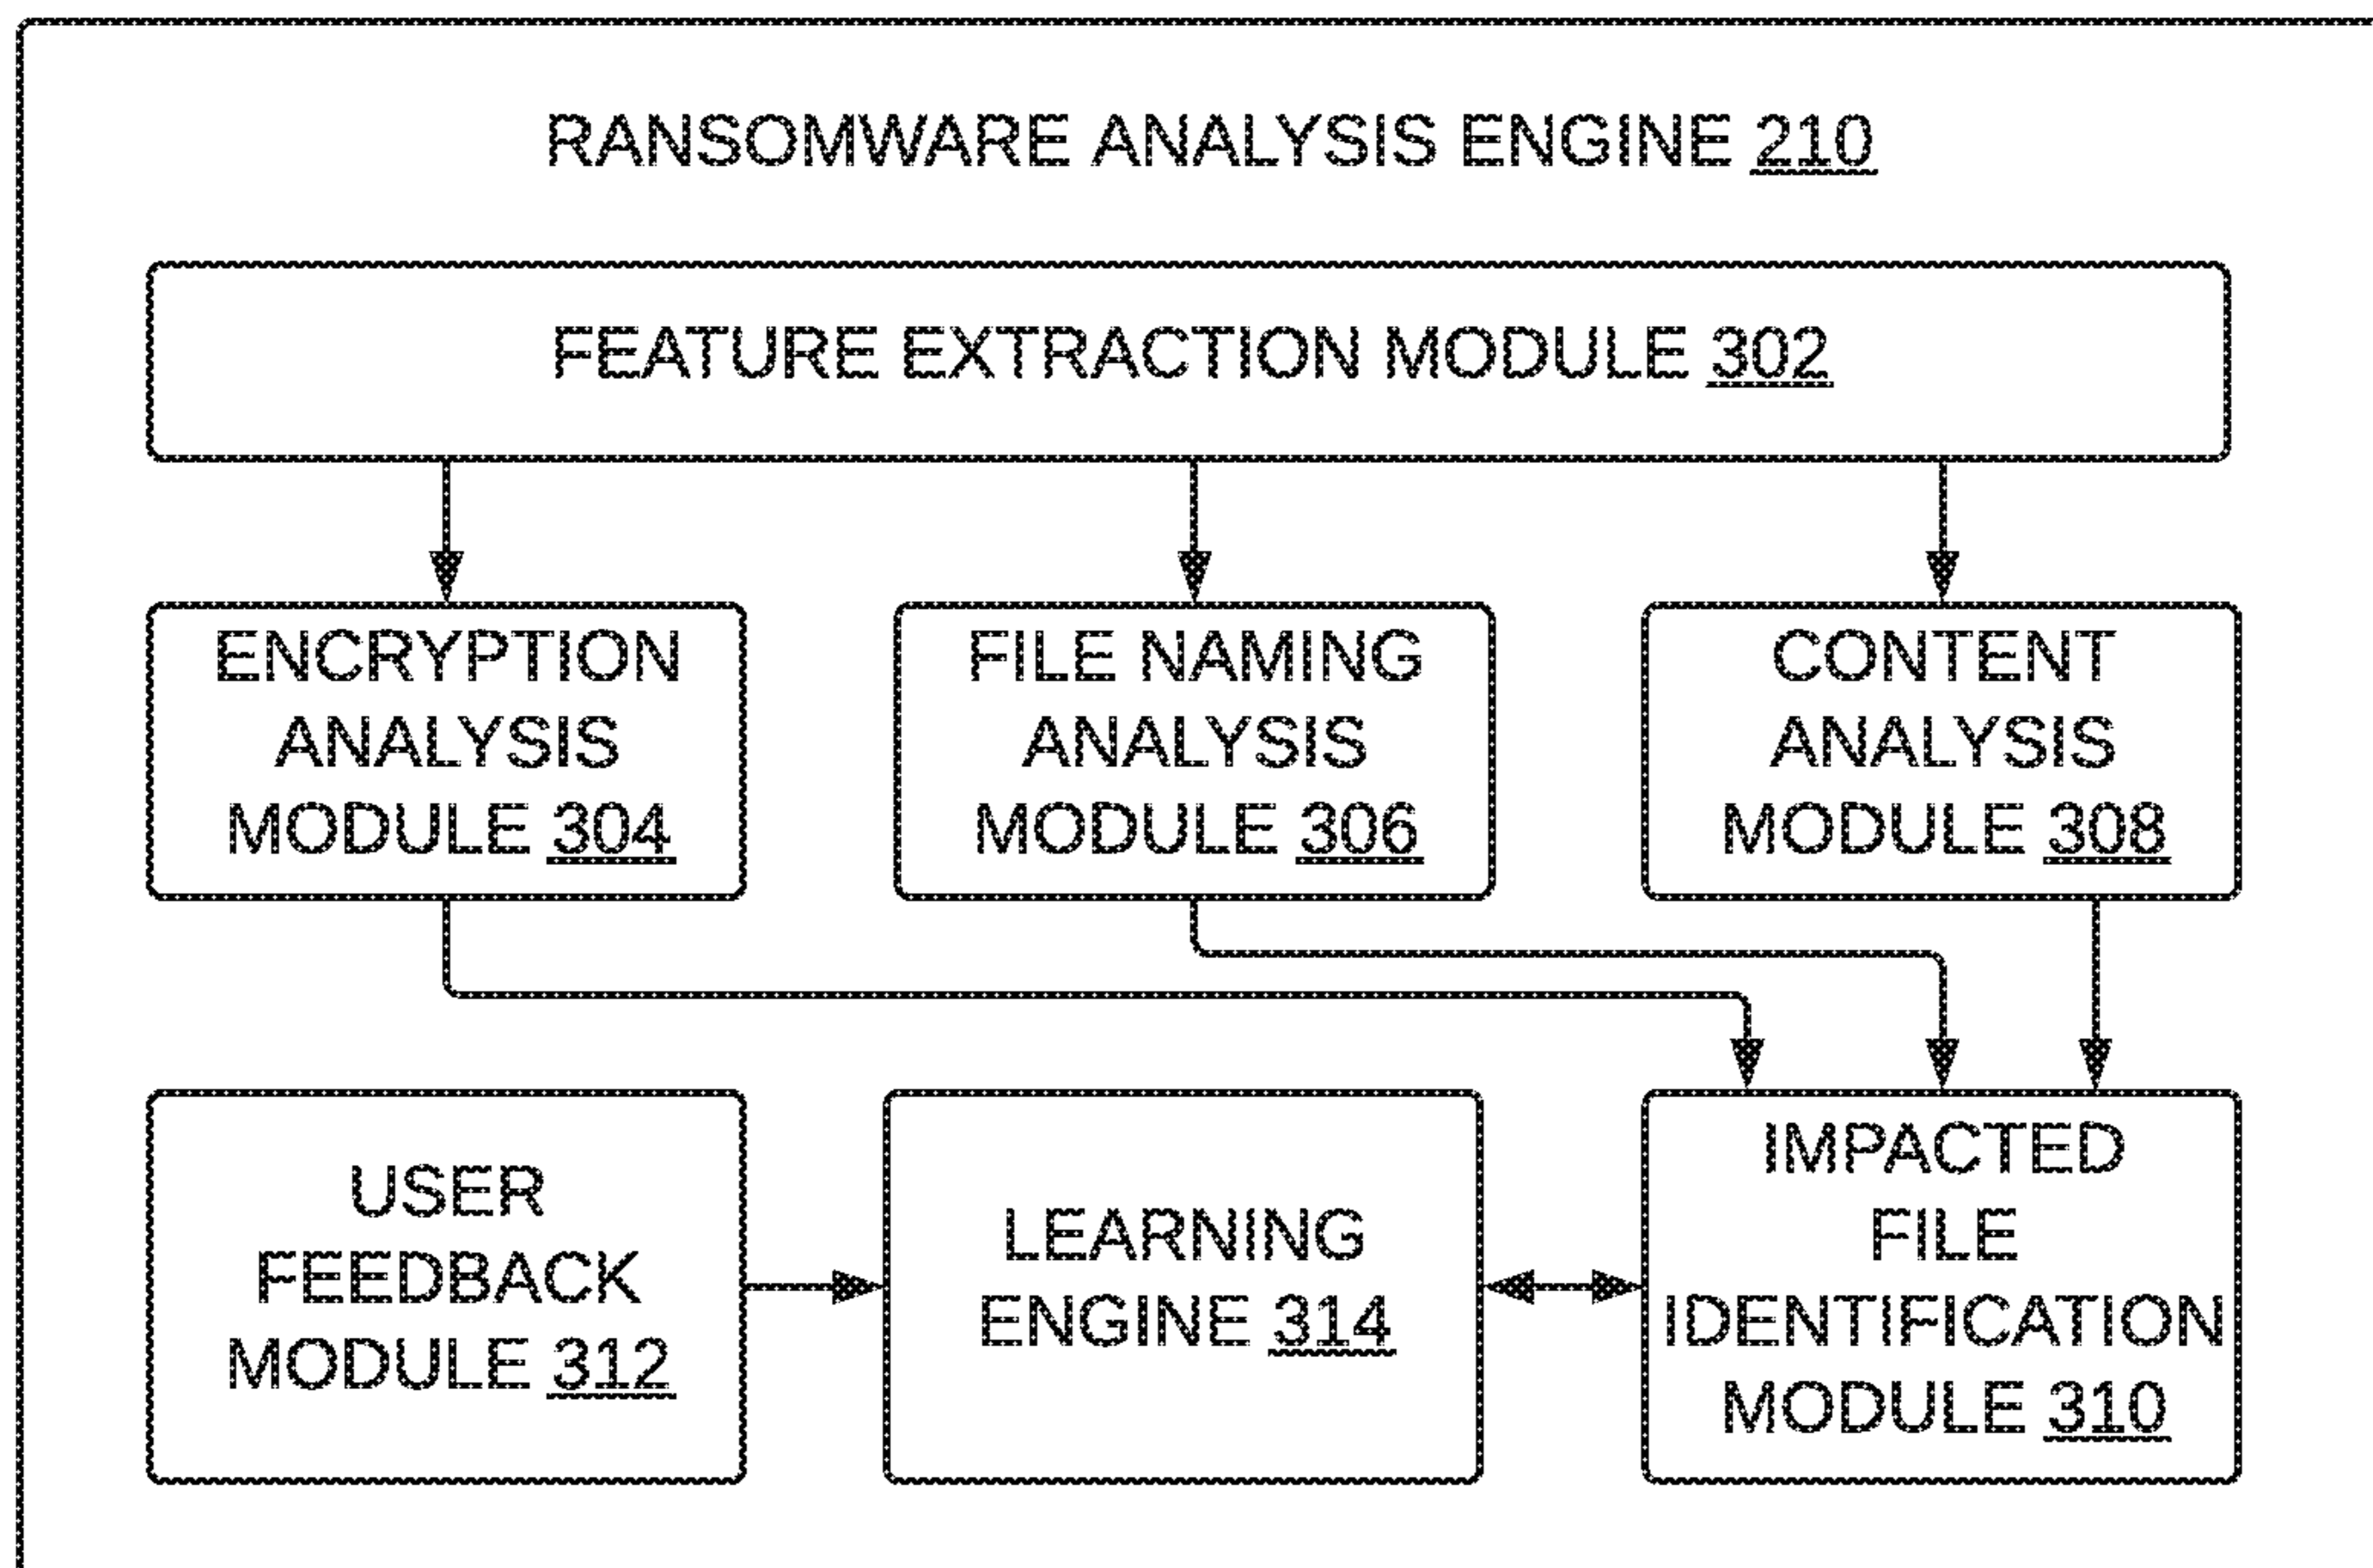 RANSOMWARE ANALYSIS ENGINE 210
FEATURE EXTRACTION MODULE 302
ENCRYPTION
ANALYSIS
MODULE 304
FILE NAMING
ANALYSIS
MODULE 306
CONTENT
ANALYSIS
MODULE 308
USER
FEEDBACK
MODULE 312
LEARNING
ENGINE 314
IMPACTED
FILE
IDENTIFICATION
MODULE 310